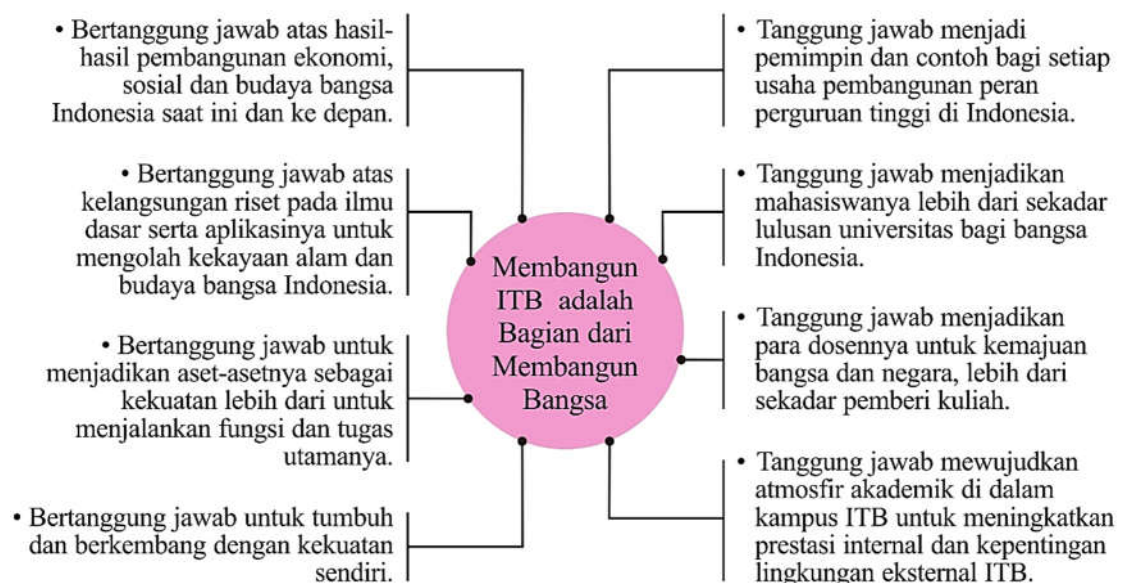 • Bertanggung jawab atas hasil-
hasil pembangunan ekonomi,
sosial dan budaya bangsa
Indonesia saat ini dan ke depan.
• Bertanggung jawab atas
kelangsungan riset pada ilmu
dasar serta aplikasinya untuk
mengolah kekayaan alam dan
budaya bangsa Indonesia.
• Bertanggung jawab untuk
menjadikan aset-asetnya sebagai
kekuatan lebih dari untuk
menjalankan fungsi dan tugas
utamanya.
• Bertanggung jawab untuk tumbuh
dan berkembang dengan kekuatan
sendiri.
Membangun
ITB adalah
Bagian dari
Membangun
Bangsa
• Tanggung jawab menjadi
pemimpin dan contoh bagi setiap
usaha pembangunan peran
perguruan tinggi di Indonesia.
• Tanggung jawab menjadikan
mahasiswanya lebih dari sekadar
lulusan universitas bagi bangsa
Indonesia.
• Tanggung jawab menjadikan
para dosennya untuk kemajuan
bangsa dan negara, lebih dari
sekadar pemberi kuliah.
• Tanggung jawab mewujudkan
atmosfir akademik di dalam
kampus ITB untuk meningkatkan
prestasi internal dan kepentingan
lingkungan eksternal ITB.